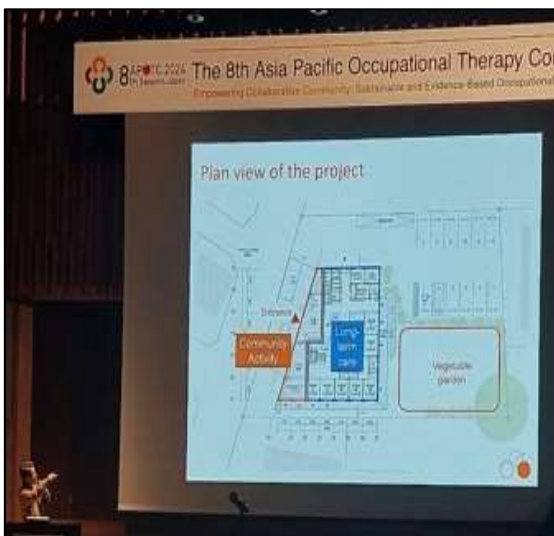 8 APOTC 2024
The 8th Asia Pacific Occupational Therapy Co
Empowering Collaborative Community: Sustainable and Evidence-Based Occupational
Plan view of the project
Entrance
Community
Activity
Long-
term
care
Vegetable
garden